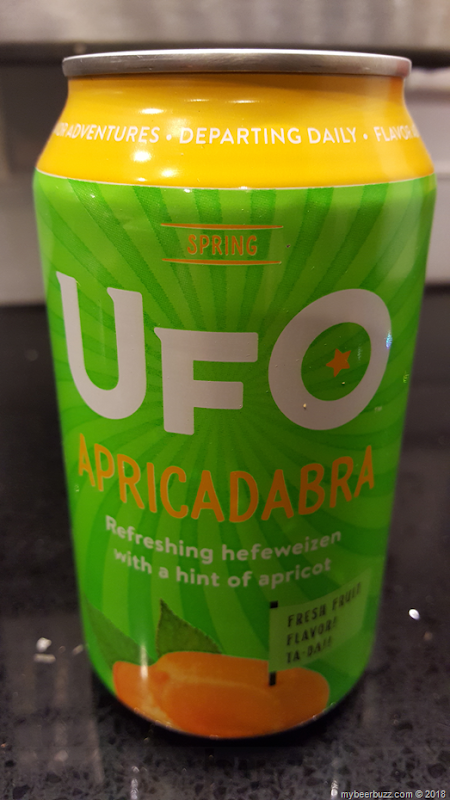 ADVENTURES • DEPARTING DAILY • FLAVOR
SPRING
UFO
APRICADABRA
Refreshing hefeweizen
with a hint of apricot
FRESH FRUIT
FLAVOR!
TA-DA!!
mybeerbuzz.com © 2018